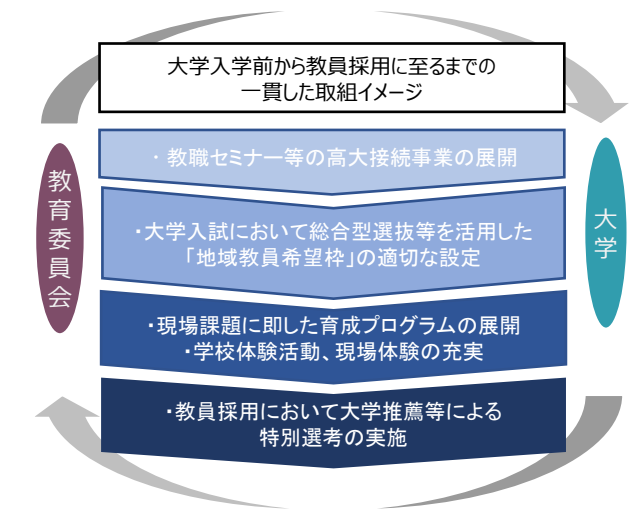 大学入学前から教員採用に至るまでの
一貫した取組イメージ
・教職セミナー等の高大接続事業の展開
・大学入試において総合型選抜等を活用した
「地域教員希望枠」の適切な設定
・現場課題に即した育成プログラムの展開
・学校体験活動、現場体験の充実
・教員採用において大学推薦等による
特別選考の実施
教育委員会
大学